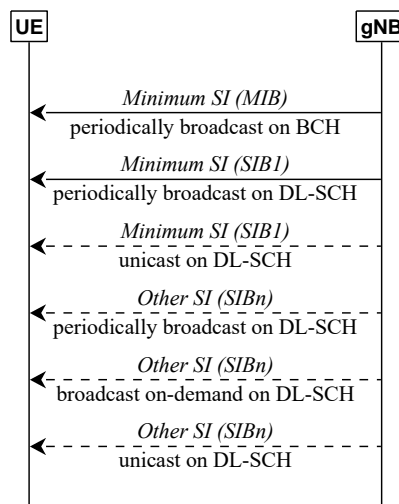 UE gNB
Minimum SI (MIB)
periodically broadcast on BCH
Minimum SI (SIB1)
periodically broadcast on DL-SCH
Minimum SI (SIB1)
unicast on DL-SCH
Other SI (SIBn)
periodically broadcast on DL-SCH
Other SI (SIBn)
broadcast on-demand on DL-SCH
Other SI (SIBn)
unicast on DL-SCH